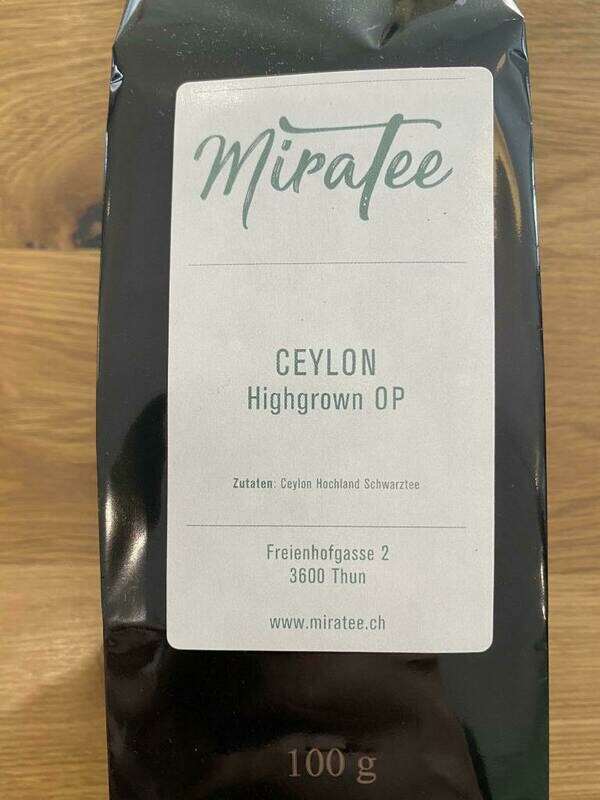 MiraTee
CEYLON
Highgrown OP
Zutaten: Ceylon Hochland Schwarztee
Freienhofgasse 2
3600 Thun
www.miratee.ch
100 g